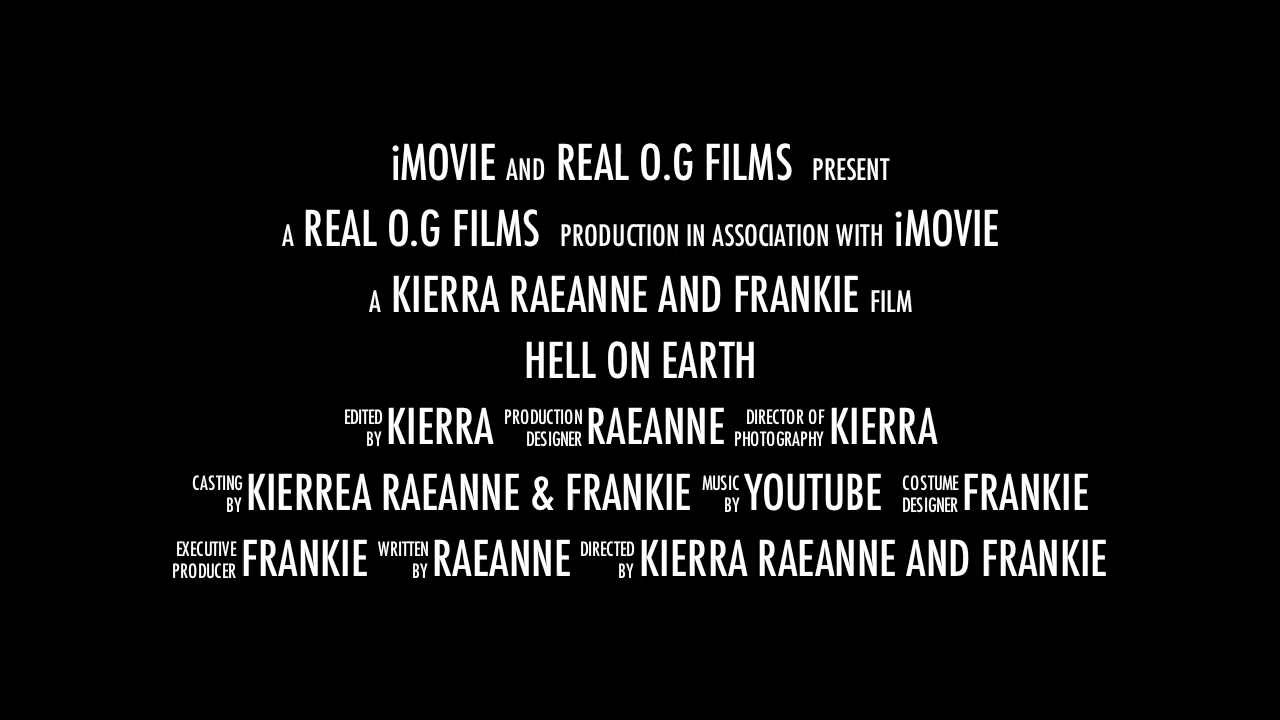 iMOVIE AND REAL O.G FILMS PRESENT
A REAL O.G FILMS PRODUCTION IN ASSOCIATION WITH iMOVIE
A KIERRA RAEANNE AND FRANKIE FILM
HELL ON EARTH
EDITED BY KIERRA PRODUCTION DESIGNER RAEANNE DIRECTOR OF PHOTOGRAPHY KIERRA
CASTING BY KIERREA RAEANNE & FRANKIE MUSIC BY YOUTUBE COSTUME DESIGNER FRANKIE
EXECUTIVE PRODUCER FRANKIE WRITTEN BY RAEANNE DIRECTED BY KIERRA RAEANNE AND FRANKIE